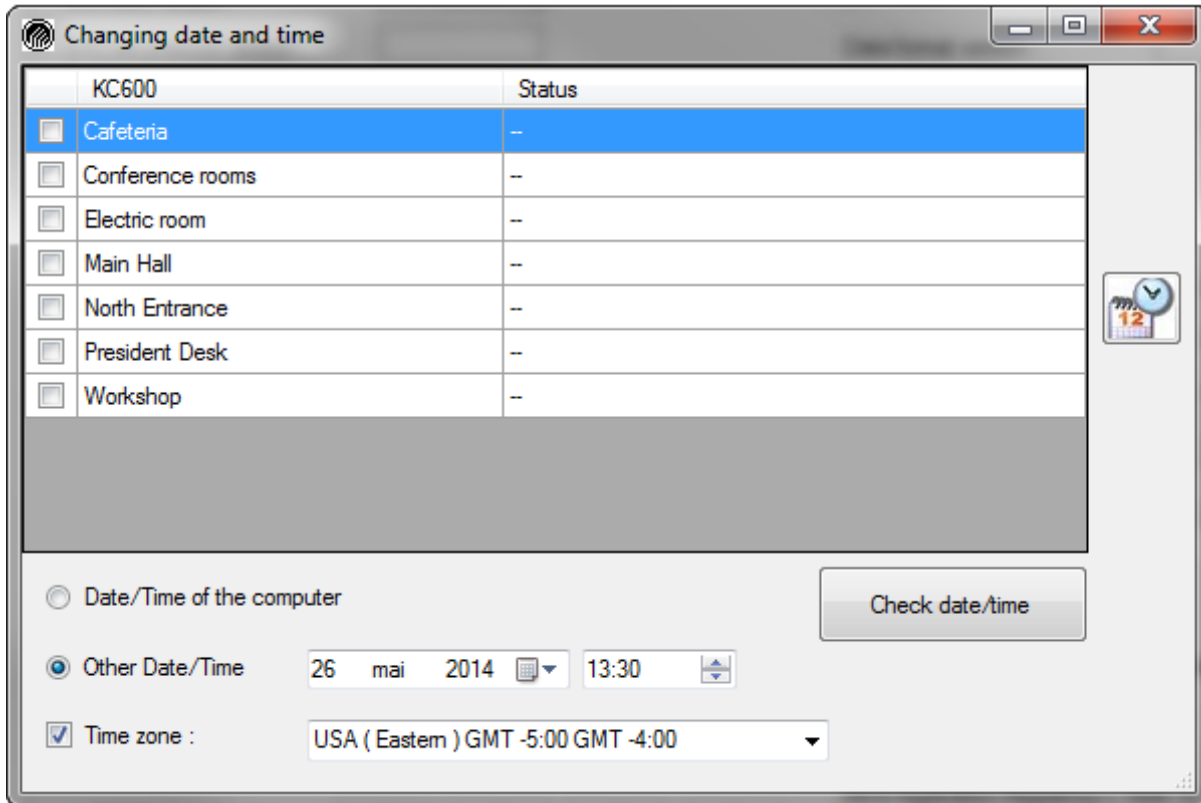 Changing date and time
KC600 Status
Cafeteria --
Conference rooms --
Electric room --
Main Hall --
North Entrance --
President Desk --
Workshop --
12
Date/Time of the computer
Check date/time
Other Date/Time 26 mai 2014 13:30
Time zone : USA ( Eastern ) GMT -5:00 GMT -4:00